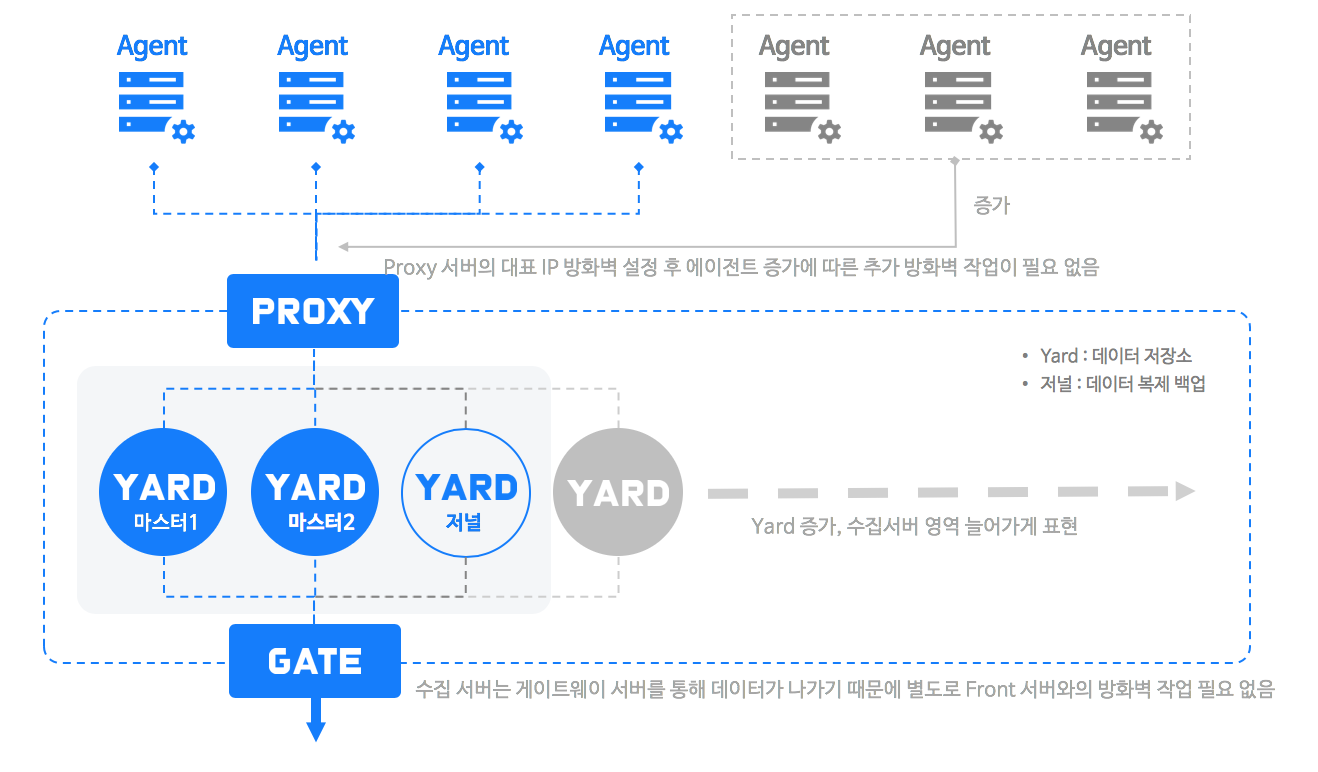 Agent
Agent
Agent
Agent
Agent
Agent
Agent
증가
Proxy 서버의 대표 IP 방화벽 설정 후 에이전트 증가에 따른 추가 방화벽 작업이 필요 없음
PROXY
• Yard : 데이터 저장소
• 저널 : 데이터 복제 백업
YARD
마스터1
YARD
마스터2
YARD
저널
YARD
Yard 증가, 수집서버 영역 늘어가게 표현
GATE
수집 서버는 게이트웨이 서버를 통해 데이터가 나가기 때문에 별도로 Front 서버와의 방화벽 작업 필요 없음